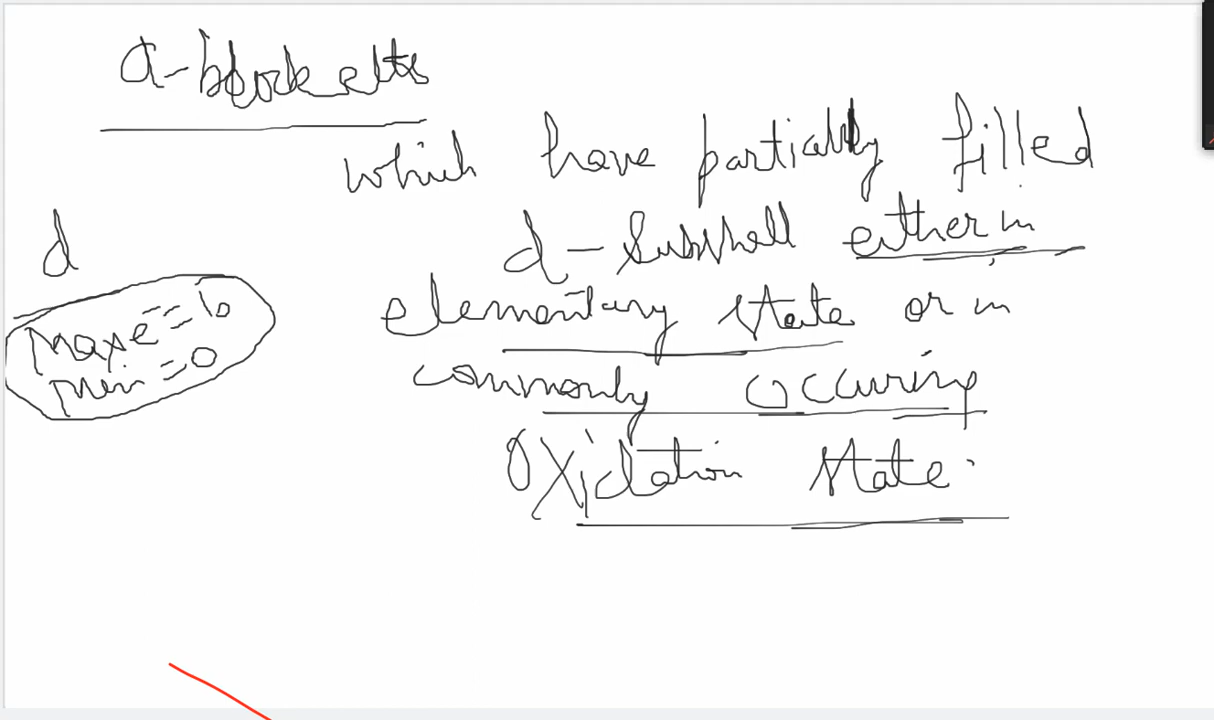 d-block elts
which have partially filled
d
d-subshell either in
max e = 10
elementary state or in
min = 0
commonly occuring
Oxidation state.